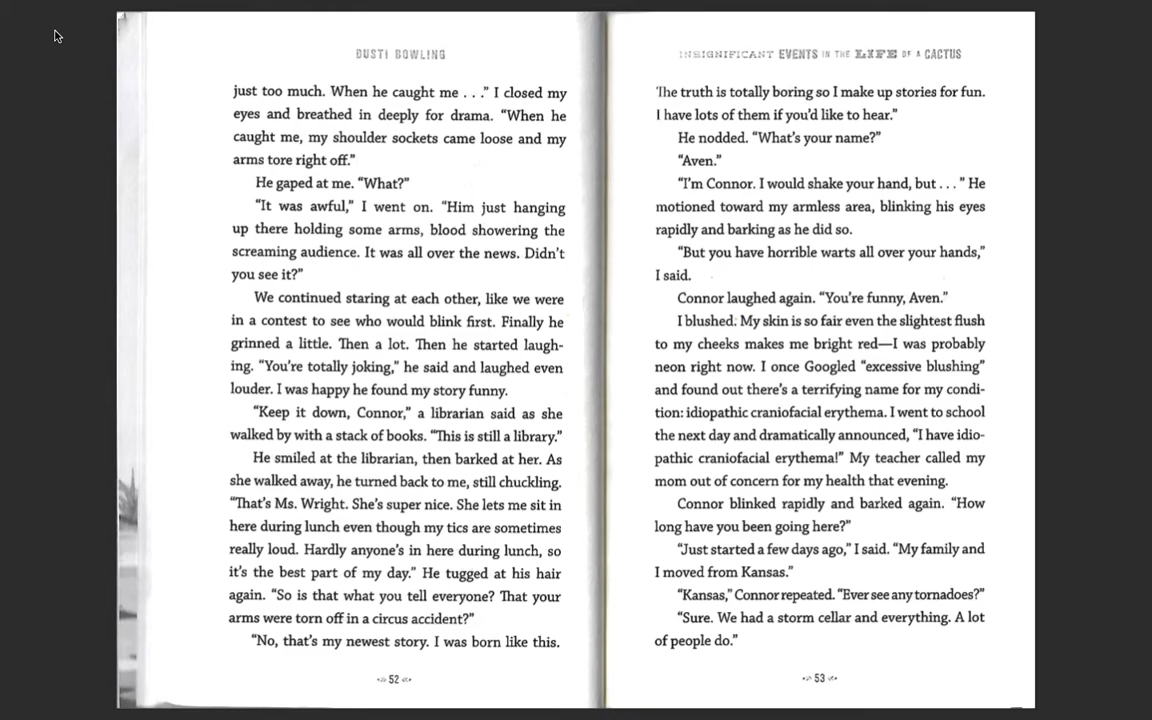 DUSTI BOWLING
just too much. When he caught me . . .” I closed my
eyes and breathed in deeply for drama. “When he
caught me, my shoulder sockets came loose and my
arms tore right off.”
He gaped at me. “What?”
“It was awful,” I went on. “Him just hanging
up there holding some arms, blood showering the
screaming audience. It was all over the news. Didn’t
you see it?”
We continued staring at each other, like we were
in a contest to see who would blink first. Finally he
grinned a little. Then a lot. Then he started laugh-
ing. “You’re totally joking,” he said and laughed even
louder. I was happy he found my story funny.
“Keep it down, Connor,” a librarian said as she
walked by with a stack of books. “This is still a library.”
He smiled at the librarian, then barked at her. As
she walked away, he turned back to me, still chuckling.
“That’s Ms. Wright. She’s super nice. She lets me sit in
here during lunch even though my tics are sometimes
really loud. Hardly anyone’s in here during lunch, so
it’s the best part of my day.” He tugged at his hair
again. “So is that what you tell everyone? That your
arms were torn off in a circus accident?”
“No, that’s my newest story. I was born like this.
52
INSIGNIFICANT EVENTS IN THE LIFE OF A CACTUS
The truth is totally boring so I make up stories for fun.
I have lots of them if you’d like to hear.”
He nodded. “What’s your name?”
“Aven.”
“I’m Connor. I would shake your hand, but . . . ” He
motioned toward my armless area, blinking his eyes
rapidly and barking as he did so.
“But you have horrible warts all over your hands,”
I said.
Connor laughed again. “You’re funny, Aven.”
I blushed. My skin is so fair even the slightest flush
to my cheeks makes me bright red—I was probably
neon right now. I once Googled “excessive blushing”
and found out there’s a terrifying name for my condi-
tion: idiopathic craniofacial erythema. I went to school
the next day and dramatically announced, “I have idio-
pathic craniofacial erythema!” My teacher called my
mom out of concern for my health that evening.
Connor blinked rapidly and barked again. “How
long have you been going here?”
“Just started a few days ago,” I said. “My family and
I moved from Kansas.”
“Kansas,” Connor repeated. “Ever see any tornadoes?”
“Sure. We had a storm cellar and everything. A lot
of people do.”
53